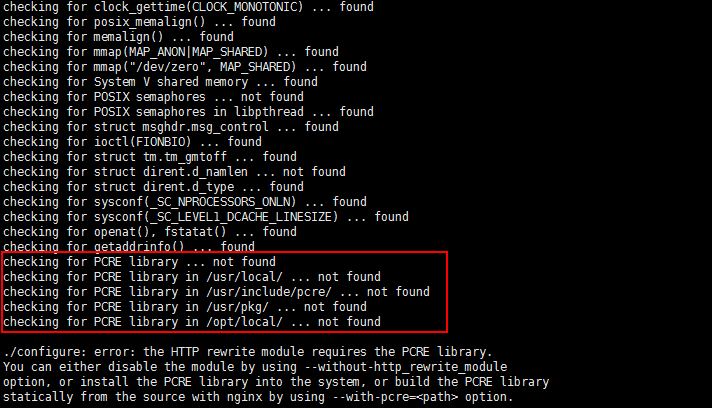 checking for clock_gettime(CLOCK_MONOTONIC) ... found
checking for posix_memalign() ... found
checking for memalign() ... found
checking for mmap(MAP_ANON|MAP_SHARED) ... found
checking for mmap("/dev/zero", MAP_SHARED) ... found
checking for System V shared memory ... found
checking for POSIX semaphores ... not found
checking for POSIX semaphores in libpthread ... found
checking for struct msghdr.msg_control ... found
checking for ioctl(FIONBIO) ... found
checking for struct tm.tm_gmtoff ... found
checking for struct dirent.d_namlen ... not found
checking for struct dirent.d_type ... found
checking for sysconf(_SC_NPROCESSORS_ONLN) ... found
checking for sysconf(_SC_LEVEL1_DCACHE_LINESIZE) ... found
checking for openat(), fstatat() ... found
checking for getaddrinfo() ... found
checking for PCRE library ... not found
checking for PCRE library in /usr/local/ ... not found
checking for PCRE library in /usr/include/pcre/ ... not found
checking for PCRE library in /usr/pkg/ ... not found
checking for PCRE library in /opt/local/ ... not found
./configure: error: the HTTP rewrite module requires the PCRE library.
You can either disable the module by using --without-http_rewrite_module
option, or install the PCRE library into the system, or build the PCRE library
statically from the source with nginx by using --with-pcre=<path> option.